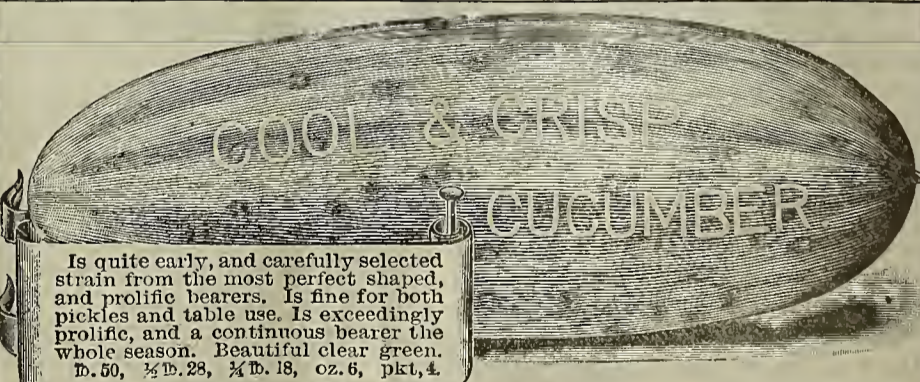 COOL & CRISP
CUCUMBER
Is quite early, and carefully selected
strain from the most perfect shaped,
and prolific bearers. Is fine for both
pickles and table use. Is exceedingly
prolific, and a continuous bearer the
whole season. Beautiful clear green.
lb. 50, ½ lb. 28, ¼ lb. 18, oz. 6, pkt, 4.